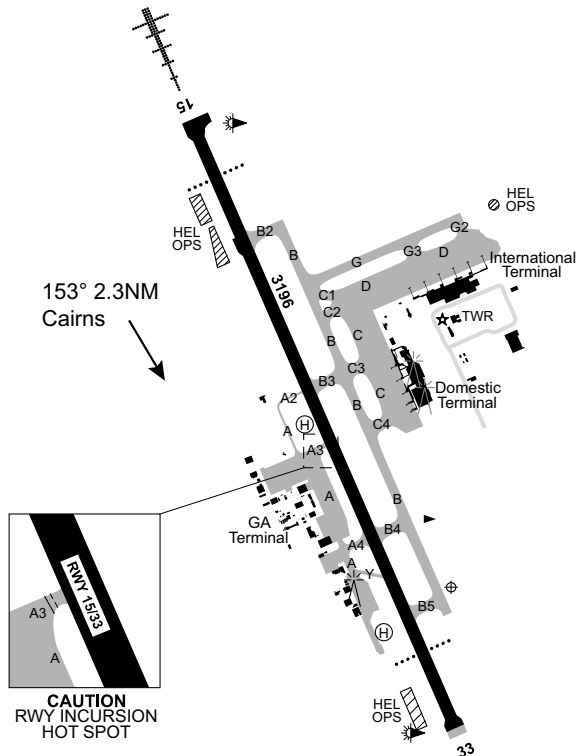 15
HEL
OPS
G2
B2
HEL
OPS
B
G3
D
G
International
Terminal
D
153° 2.3NM
Cairns
3196
C1
C2
TWR
B
C
C3
B3
Domestic
Terminal
A2
B
C
H
C4
A
A3
A
B
GA
Terminal
B4
A4
A
Y
B5
RWY 15/33
A3
H
A
CAUTION
RWY INCURSION
HOT SPOT
HEL
OPS
33